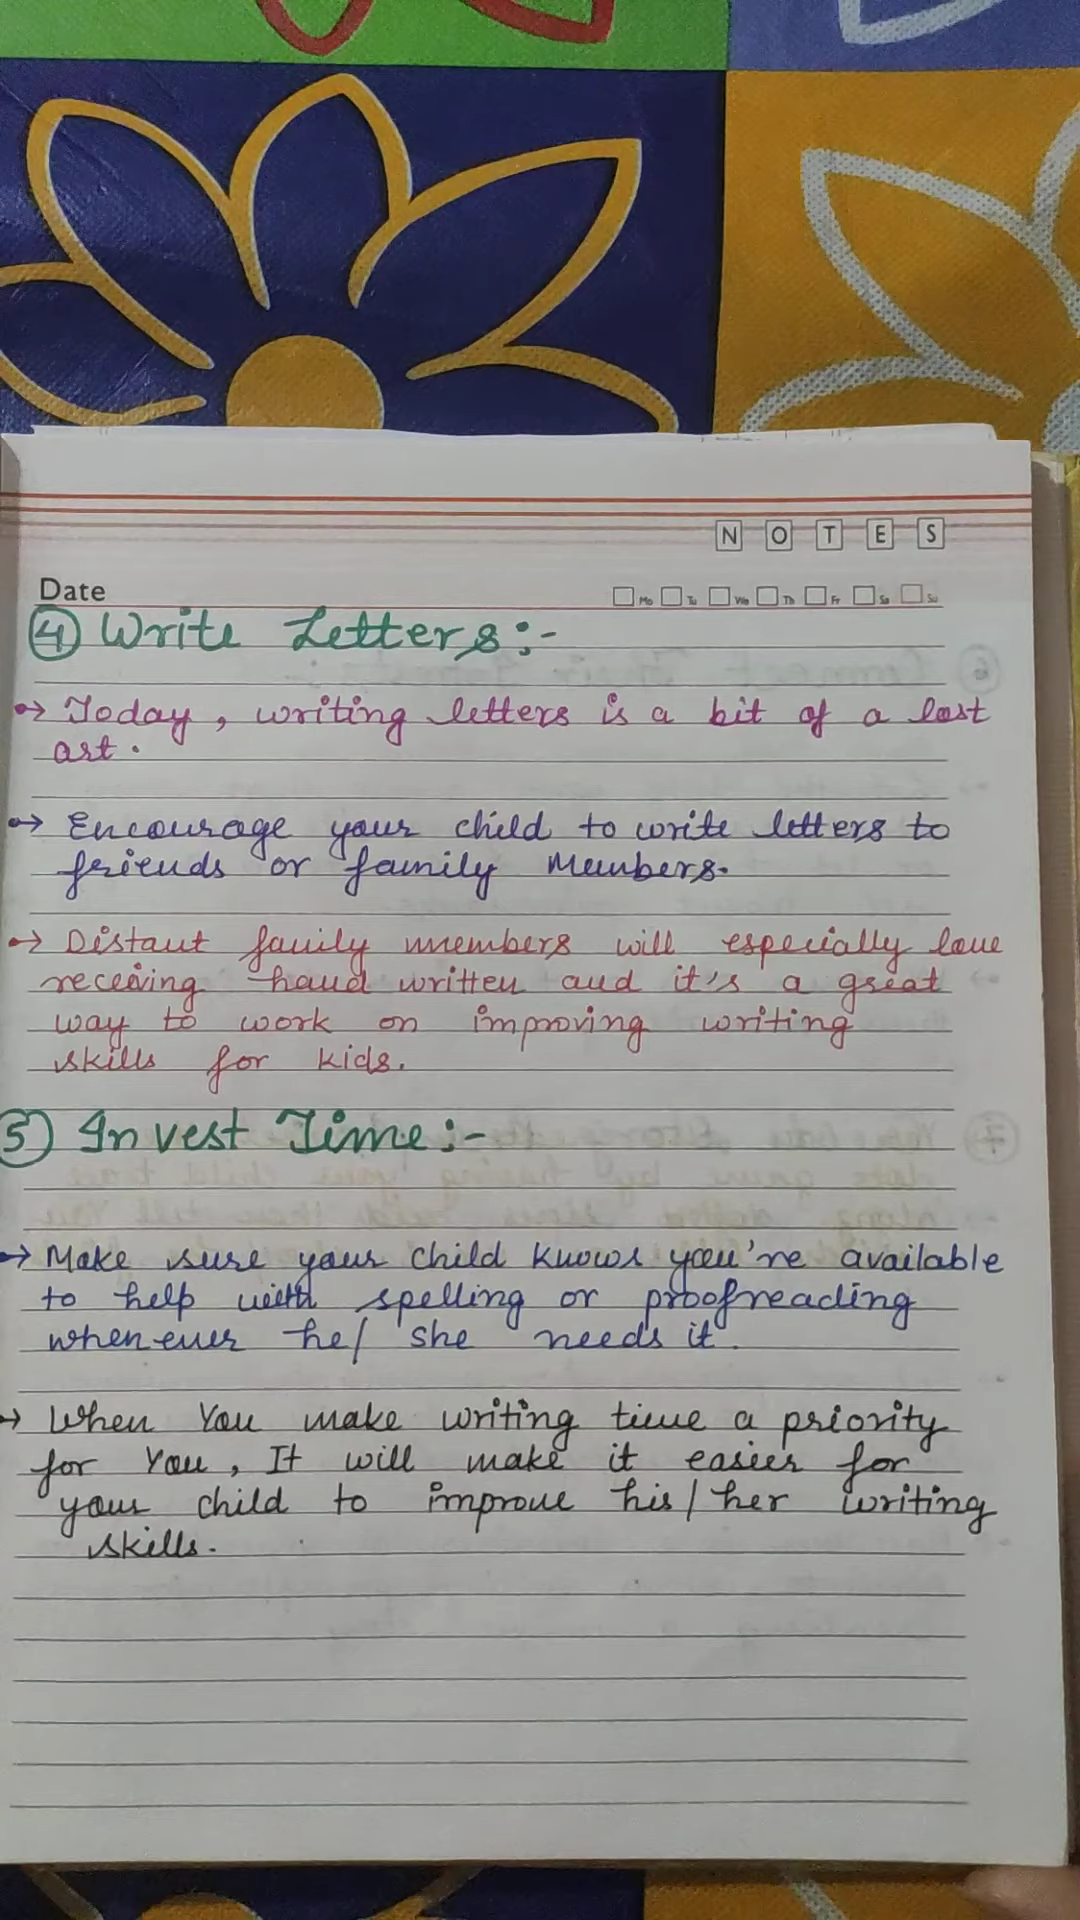 N O T E S
Date Mo Tu We Th Fr Sa Su
④ Write Letters:-
→ Today, writing letters is a bit of a lost
art.
→ Encourage your child to write letters to
friends or family Members.
→ Distant family members will especially love
receiving hand written and it's a great
way to work on improving writing
skills for kids.
⑤ Invest Time:-
→ Make sure your child knows you're available
to help with spelling or proofreading
whenever he/ she needs it.
→ When You make writing time a priority
for You, It will make it easier for
your child to improve his/her writing
skills.